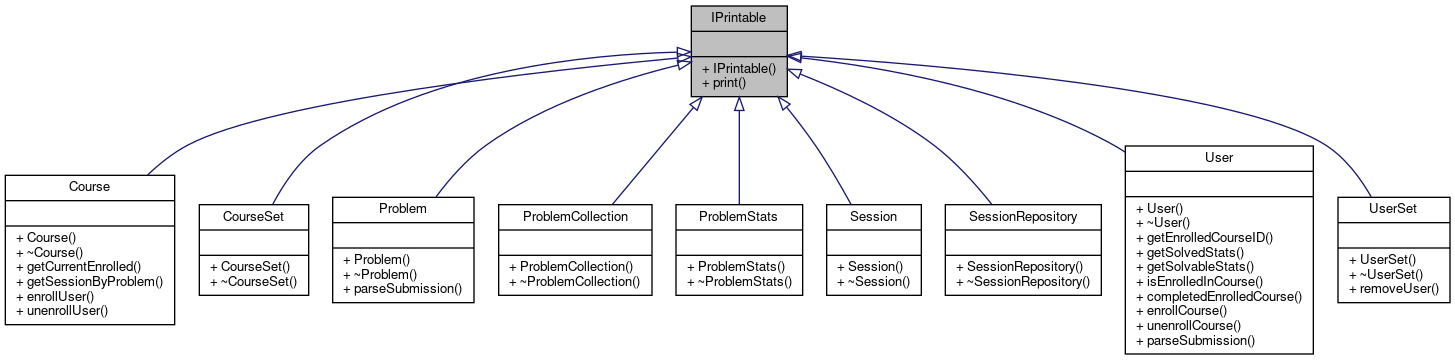 IPrintable
+ IPrintable()
+ print()
Course
+ Course()
+ ~Course()
+ getCurrentEnrolled()
+ getSessionByProblem()
+ enrollUser()
+ unenrollUser()
CourseSet
+ CourseSet()
+ ~CourseSet()
Problem
+ Problem()
+ ~Problem()
+ parseSubmission()
ProblemCollection
+ ProblemCollection()
+ ~ProblemCollection()
ProblemStats
+ ProblemStats()
+ ~ProblemStats()
Session
+ Session()
+ ~Session()
SessionRepository
+ SessionRepository()
+ ~SessionRepository()
User
+ User()
+ ~User()
+ getEnrolledCourseID()
+ getSolvedStats()
+ getSolvableStats()
+ isEnrolledInCourse()
+ completedEnrolledCourse()
+ enrollCourse()
+ unenrollCourse()
+ parseSubmission()
UserSet
+ UserSet()
+ ~UserSet()
+ removeUser()